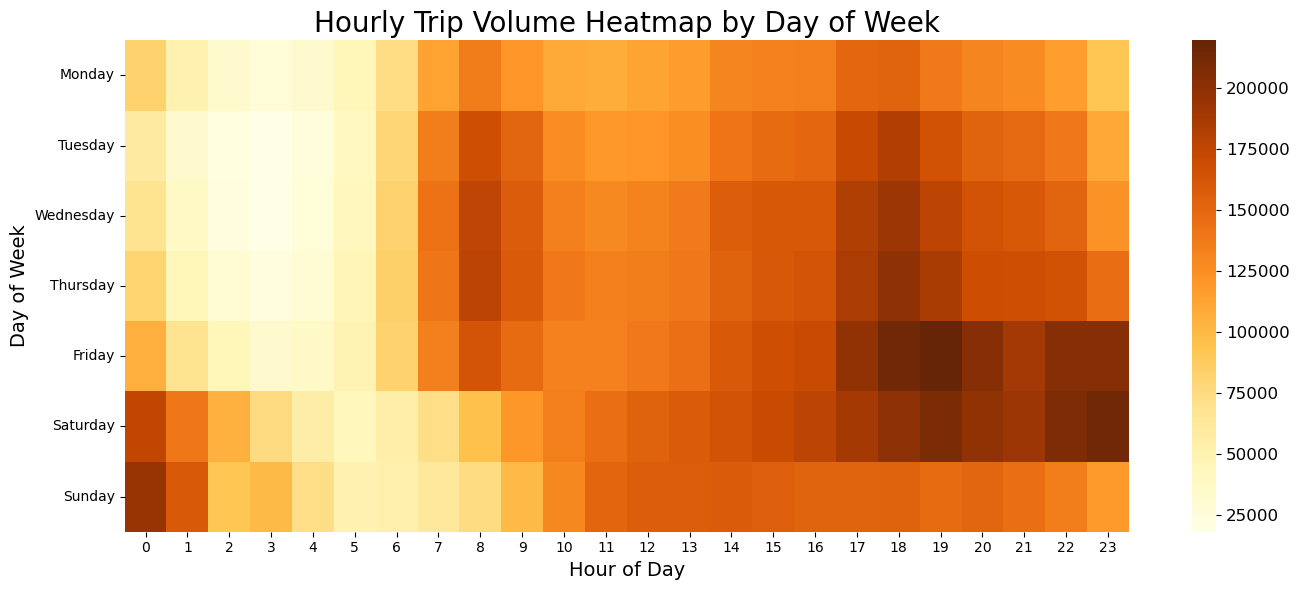 Hourly Trip Volume Heatmap by Day of Week
Day of Week
Monday
Tuesday
Wednesday
Thursday
Friday
Saturday
Sunday
0 1 2 3 4 5 6 7 8 9 10 11 12 13 14 15 16 17 18 19 20 21 22 23
Hour of Day
200000
175000
150000
125000
100000
75000
50000
25000